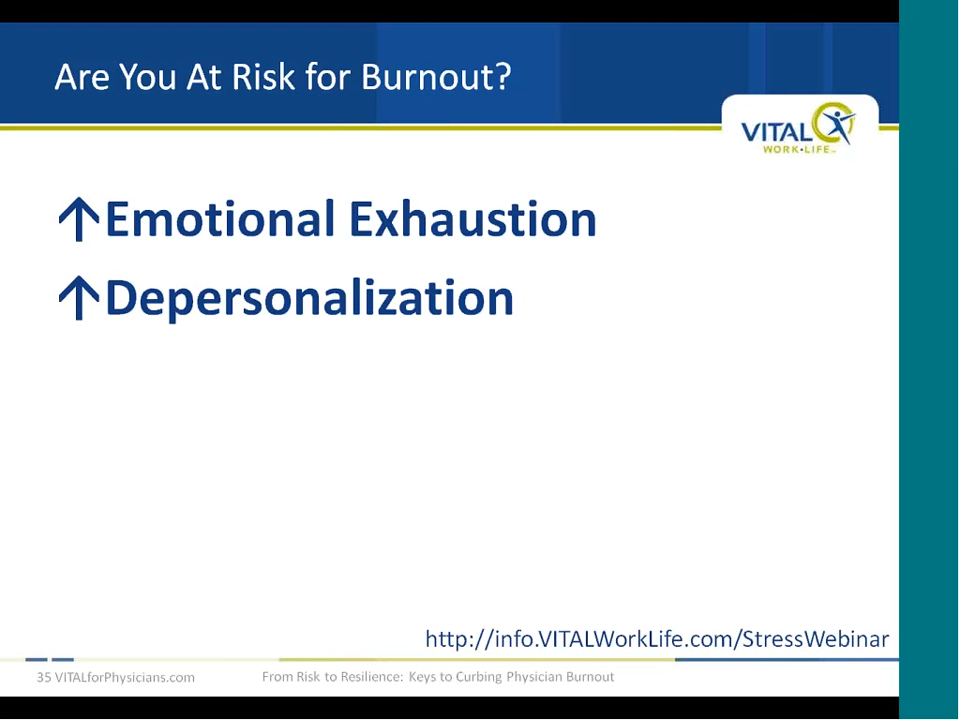 Are You At Risk for Burnout?
VITAL
WORK•LIFE™
↑Emotional Exhaustion
↑Depersonalization
http://info.VITALWorkLife.com/StressWebinar
35 VITALforPhysicians.com
From Risk to Resilience: Keys to Curbing Physician Burnout